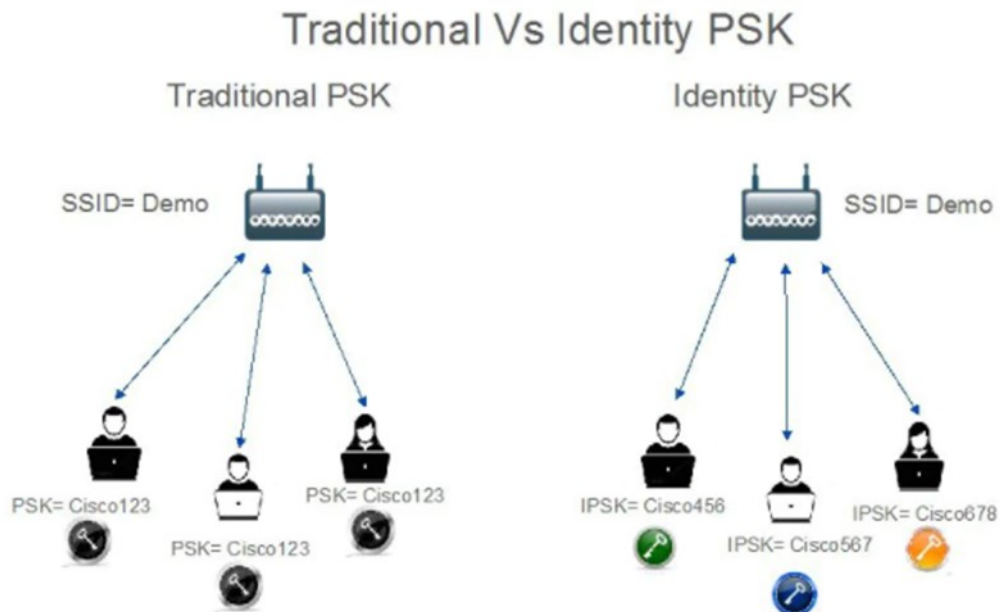 Traditional Vs Identity PSK
Traditional PSK
Identity PSK
SSID= Demo
SSID= Demo
PSK= Cisco123
PSK= Cisco123
PSK= Cisco123
IPSK= Cisco456
IPSK= Cisco567
IPSK= Cisco678